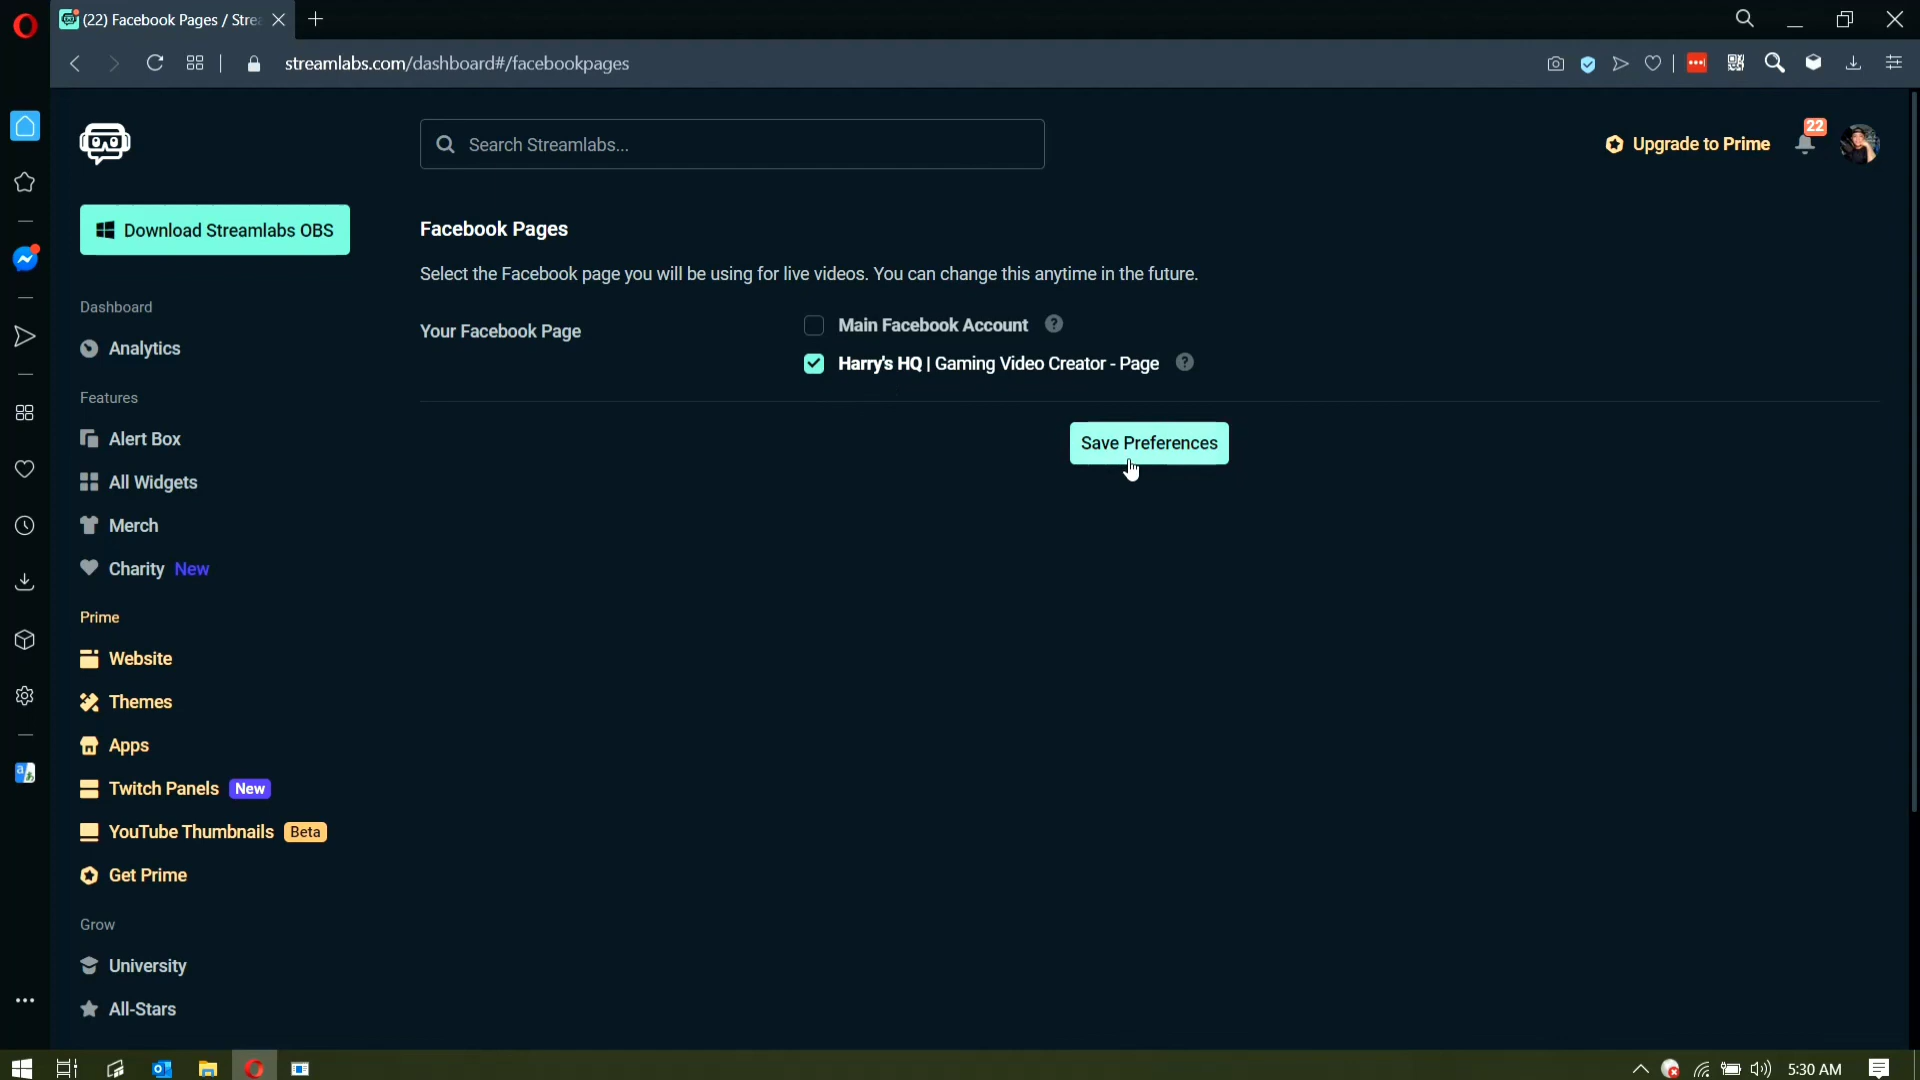 (22) Facebook Pages / Stre
streamlabs.com/dashboard#/facebookpages
Search Streamlabs...
Upgrade to Prime
22
Download Streamlabs OBS
Facebook Pages
Select the Facebook page you will be using for live videos. You can change this anytime in the future.
Dashboard
Your Facebook Page
Main Facebook Account ?
Analytics
Harry's HQ | Gaming Video Creator - Page ?
Features
Alert Box
Save Preferences
All Widgets
Merch
Charity New
Prime
Website
Themes
Apps
Twitch Panels New
YouTube Thumbnails Beta
Get Prime
Grow
University
All-Stars
5:30 AM